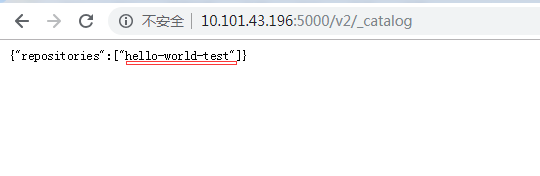 不安全 10.101.43.196:5000/v2/_catalog
{"repositories":["hello-world-test"]}